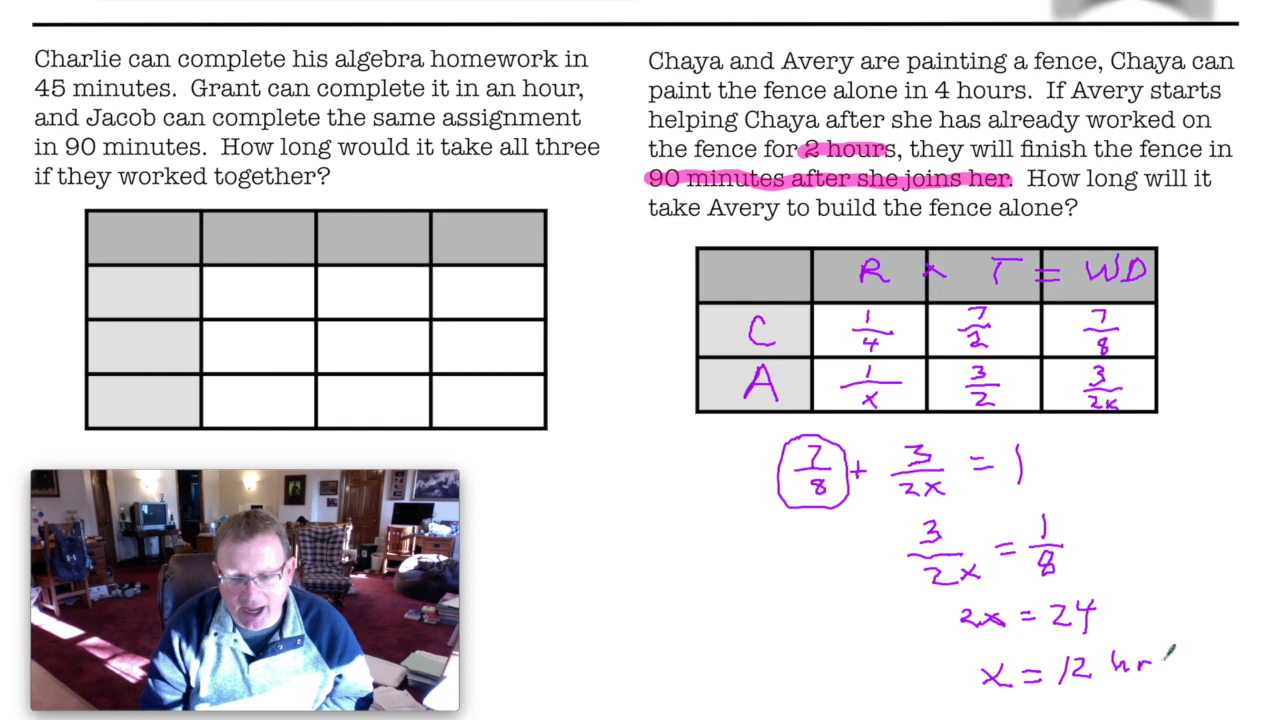 Charlie can complete his algebra homework in
45 minutes.  Grant can complete it in an hour,
and Jacob can complete the same assignment
in 90 minutes.  How long would it take all three
if they worked together?
Chaya and Avery are painting a fence, Chaya can
paint the fence alone in 4 hours.  If Avery starts
helping Chaya after she has already worked on
the fence for 2 hours, they will finish the fence in
90 minutes after she joins her.  How long will it
take Avery to build the fence alone?
R × T = WD
C 1/4 7/2 7/8
A 1/x 3/2 3/2x
7/8 + 3/2x = 1
3/2x = 1/8
2x = 24
x = 12 hr